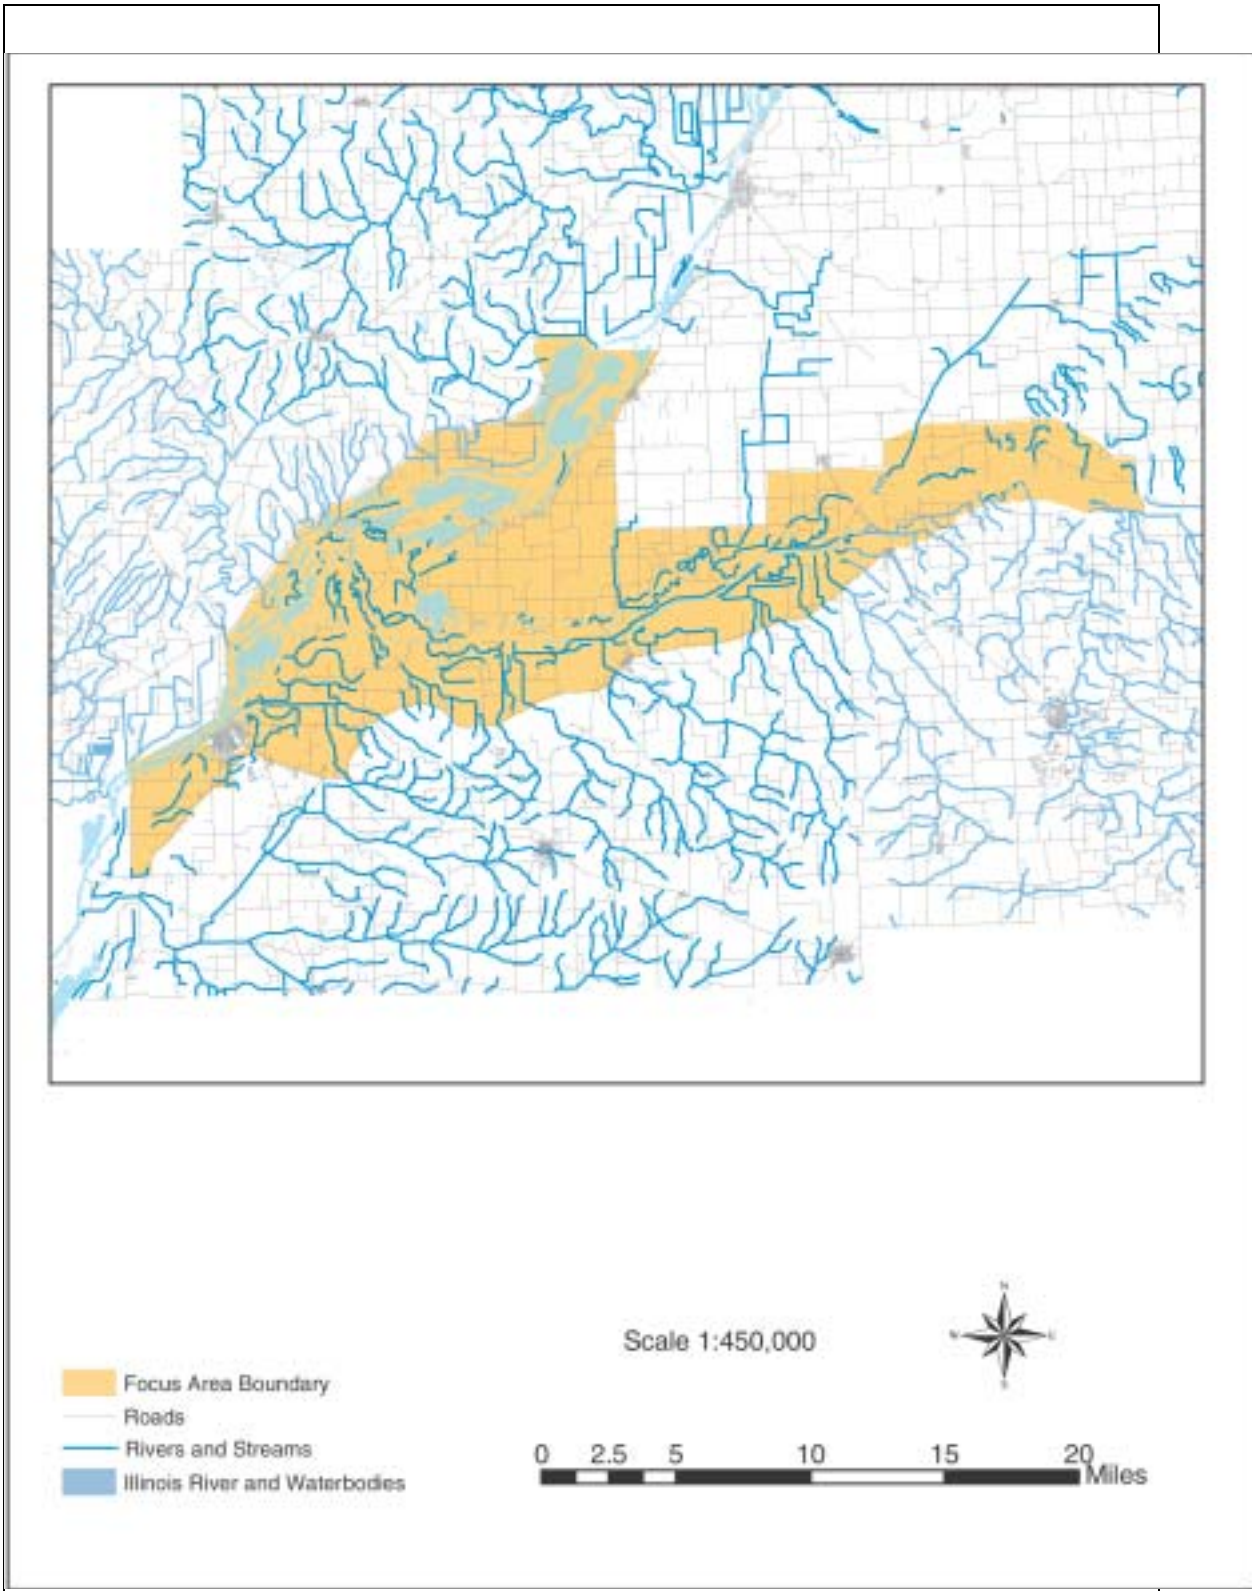 N
W E
S
Scale 1:450,000
Focus Area Boundary
Roads
Rivers and Streams
Illinois River and Waterbodies
0 2.5 5 10 15 20
Miles